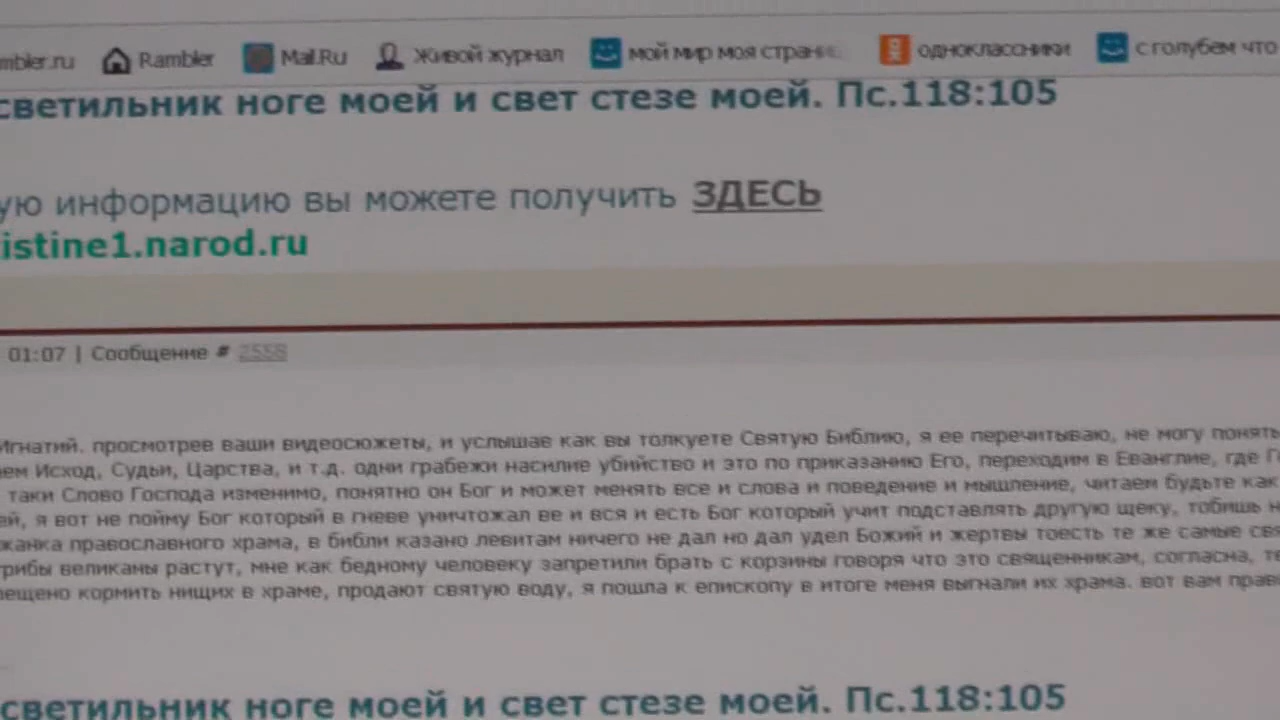 mbler.ru Rambler Mail.Ru Живой журнал мой мир моя страни одноклассники с голубем что
светильник ноге моей и свет стезе моей. Пс.118:105
ую информацию вы можете получить ЗДЕСЬ
istine1.narod.ru
01:07 | Сообщение # 2558
Игнатий. просмотрев ваши видеосюжеты, и услышав как вы толкуете Святую Библию, я ее перечитываю, не могу понять
ем Исход, Судьи, Царства, и т.д. одни грабежи насилие убийство и это по приказанию Его, переходим в Еванглие, где Г
таки Слово Господа изменимо, понятно он Бог и может менять все и слова и поведение и мышление, читаем будьте как
ей, я вот не пойму Бог который в гневе уничтожал ве и вся и есть Бог который учит подставлять другую щеку, тобишь н
жанка православного храма, в библи казано левитам ничего не дал но дал удел Божий и жертвы тоесть те же самые свя
грибы великаны растут, мне как бедному человеку запретили брать с корзины говоря что это священникам, согласна, те
пещено кормить нищих в храме, продают святую воду, я пошла к епископу в итоге меня выгнали их храма. вот вам прав
светильник ноге моей и свет стезе моей. Пс.118:105